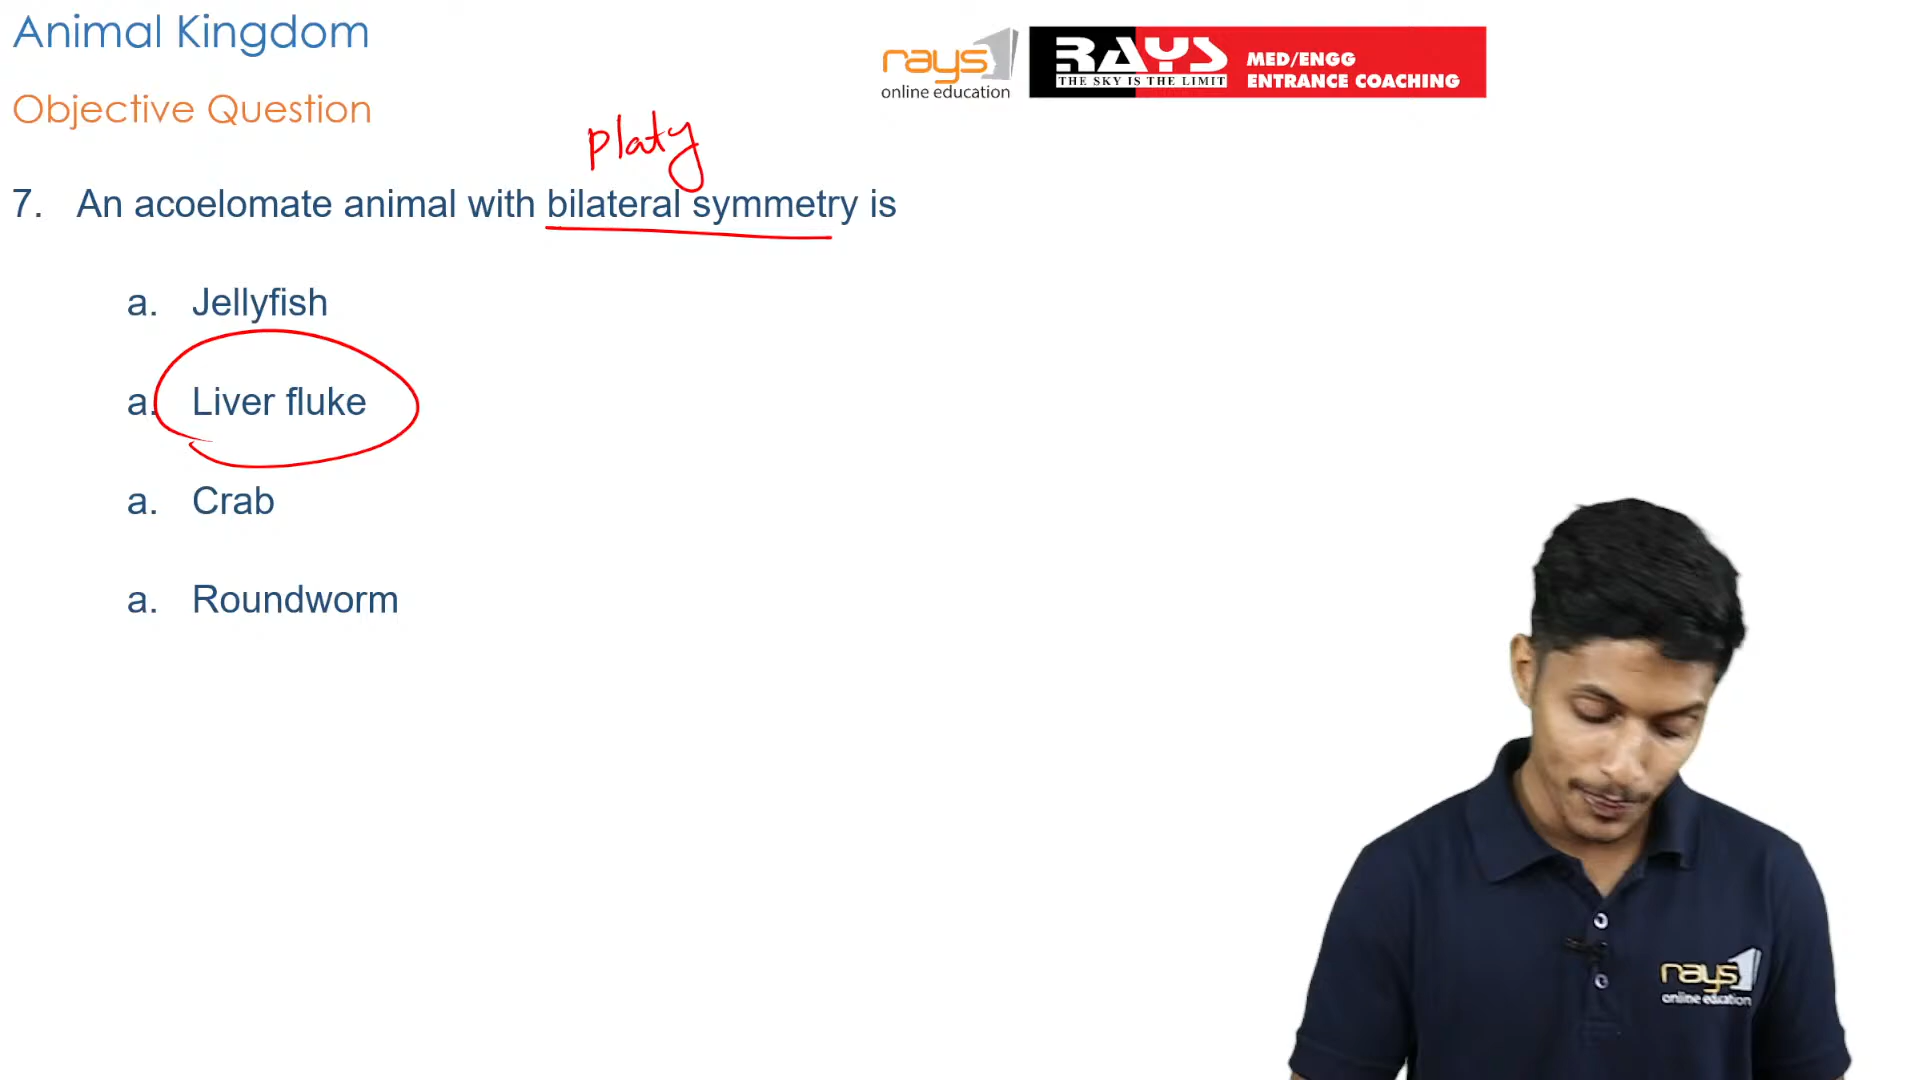 Animal Kingdom
rays
online education
RAYS
THE SKY IS THE LIMIT
MED/ENGG
ENTRANCE COACHING
Objective Question
platy
7. An acoelomate animal with bilateral symmetry is
a. Jellyfish
a. Liver fluke
a. Crab
a. Roundworm
rays
online education